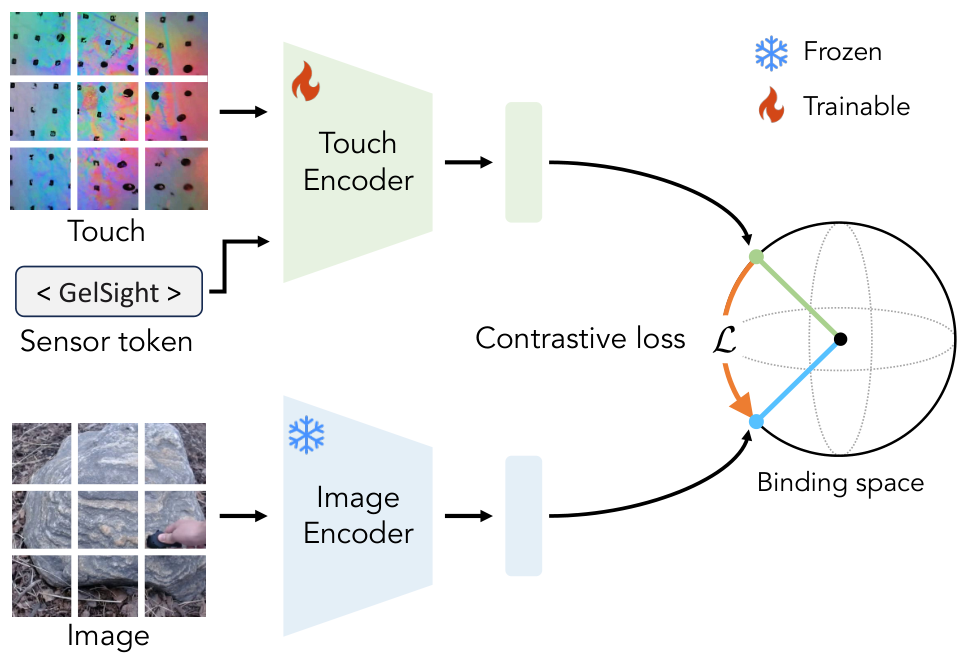 Frozen
Trainable
Touch
Encoder
Touch
< GelSight >
Sensor token
Contrastive loss
ℒ
Binding space
Image
Encoder
Image